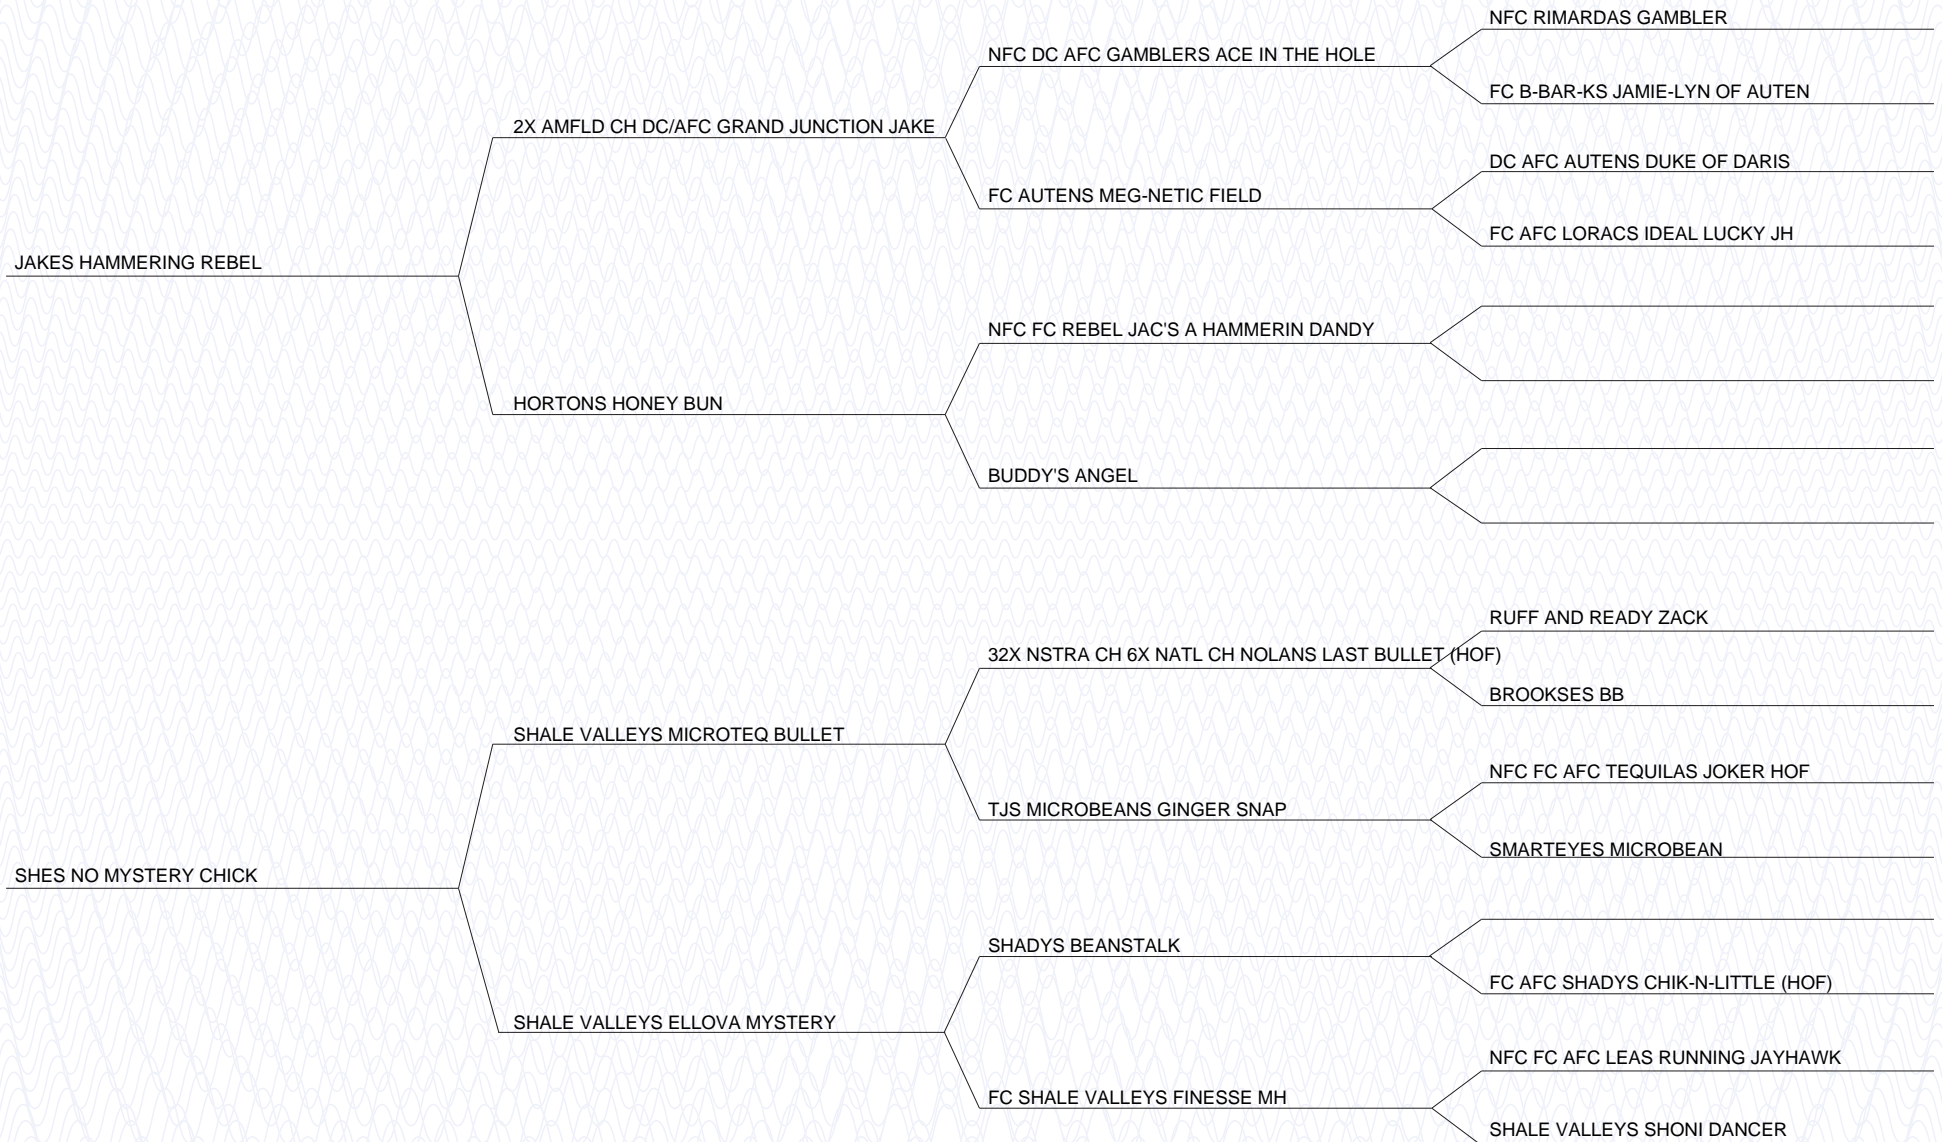 NFC RIMARDAS GAMBLER
NFC DC AFC GAMBLERS ACE IN THE HOLE
FC B-BAR-KS JAMIE-LYN OF AUTEN
2X AMFLD CH DC/AFC GRAND JUNCTION JAKE
DC AFC AUTENS DUKE OF DARIS
FC AUTENS MEG-NETIC FIELD
FC AFC LORACS IDEAL LUCKY JH
JAKES HAMMERING REBEL
NFC FC REBEL JAC'S A HAMMERIN DANDY
HORTONS HONEY BUN
BUDDY'S ANGEL
RUFF AND READY ZACK
32X NSTRA CH 6X NATL CH NOLANS LAST BULLET (HOF)
BROOKSES BB
SHALE VALLEYS MICROTEQ BULLET
NFC FC AFC TEQUILAS JOKER HOF
TJS MICROBEANS GINGER SNAP
SMARTEYES MICROBEAN
SHES NO MYSTERY CHICK
SHADYS BEANSTALK
FC AFC SHADYS CHIK-N-LITTLE (HOF)
SHALE VALLEYS ELLOVA MYSTERY
NFC FC AFC LEAS RUNNING JAYHAWK
FC SHALE VALLEYS FINESSE MH
SHALE VALLEYS SHONI DANCER